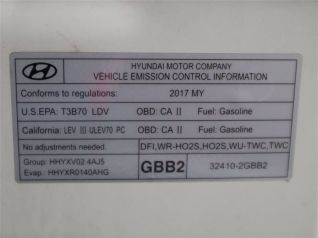 HYUNDAI MOTOR COMPANY
VEHICLE EMISSION CONTROL INFORMATION
Conforms to regulations: 2017 MY
U.S.EPA: T3B70 LDV OBD: CA II Fuel: Gasoline
California: LEV III ULEV70 PC OBD: CA II Fuel: Gasoline
No adjustments needed. DFI,WR-HO2S,HO2S,WU-TWC,TWC
Group: HHYXV02.4AJ5 GBB2 32410-2GBB2
Evap: HHYXR0140AHG